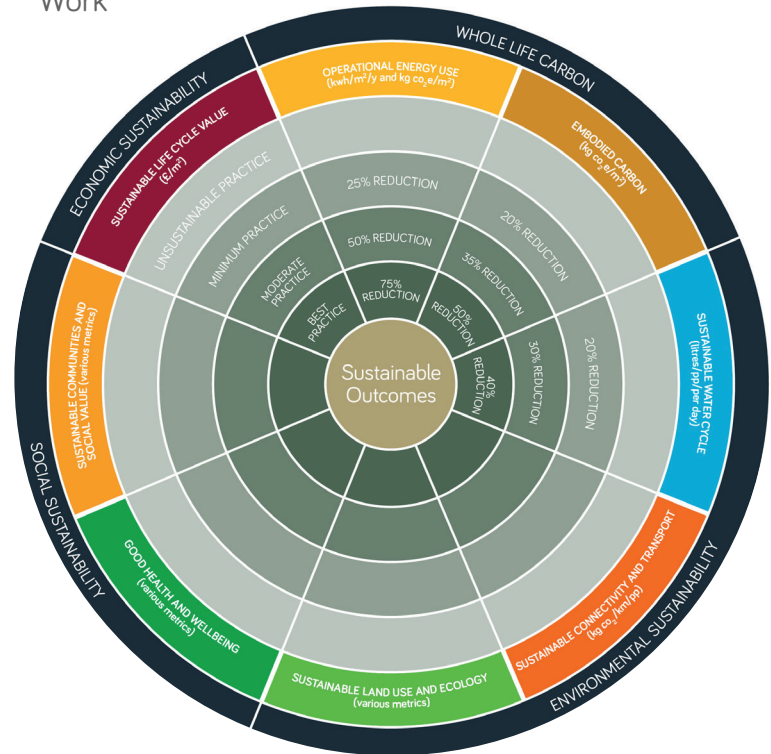 Work
WHOLE LIFE CARBON
ECONOMIC SUSTAINABILITY
SOCIAL SUSTAINABILITY
ENVIRONMENTAL SUSTAINABILITY
OPERATIONAL ENERGY USE
(kwh/m²/y and kg co₂e/m²)
EMBODIED CARBON
(kg co₂e/m²)
SUSTAINABLE WATER CYCLE
(litres/pp/per day)
SUSTAINABLE CONNECTIVITY AND TRANSPORT
(kg co₂/km/pp)
SUSTAINABLE LAND USE AND ECOLOGY
(various metrics)
GOOD HEALTH AND WELLBEING
(various metrics)
SUSTAINABLE COMMUNITIES AND
SOCIAL VALUE (various metrics)
SUSTAINABLE LIFE CYCLE VALUE
(£/m²)
UNSUSTAINABLE PRACTICE
MINIMUM PRACTICE
MODERATE
PRACTICE
BEST
PRACTICE
25% REDUCTION
50% REDUCTION
75%
REDUCTION
20% REDUCTION
35% REDUCTION
50%
REDUCTION
20% REDUCTION
30% REDUCTION
40%
REDUCTION
Sustainable
Outcomes